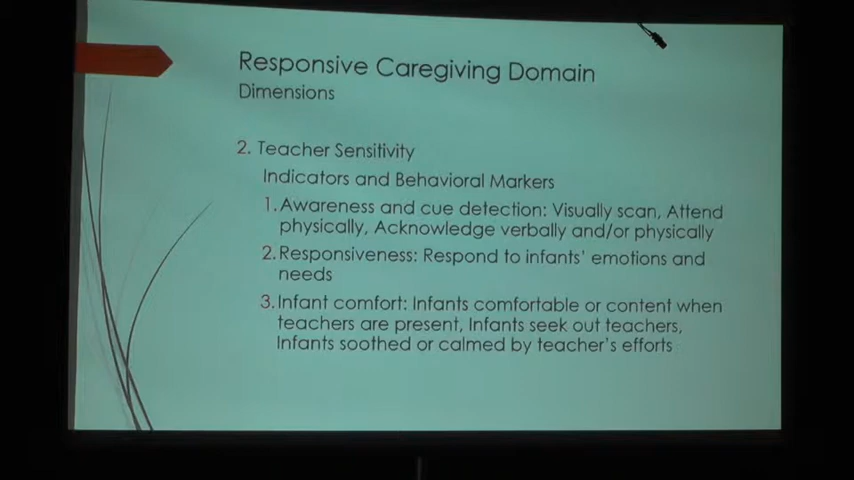 Responsive Caregiving Domain
Dimensions
2. Teacher Sensitivity
Indicators and Behavioral Markers
1. Awareness and cue detection: Visually scan, Attend
physically, Acknowledge verbally and/or physically
2. Responsiveness: Respond to infants' emotions and
needs
3. Infant comfort: Infants comfortable or content when
teachers are present, Infants seek out teachers,
Infants soothed or calmed by teacher's efforts